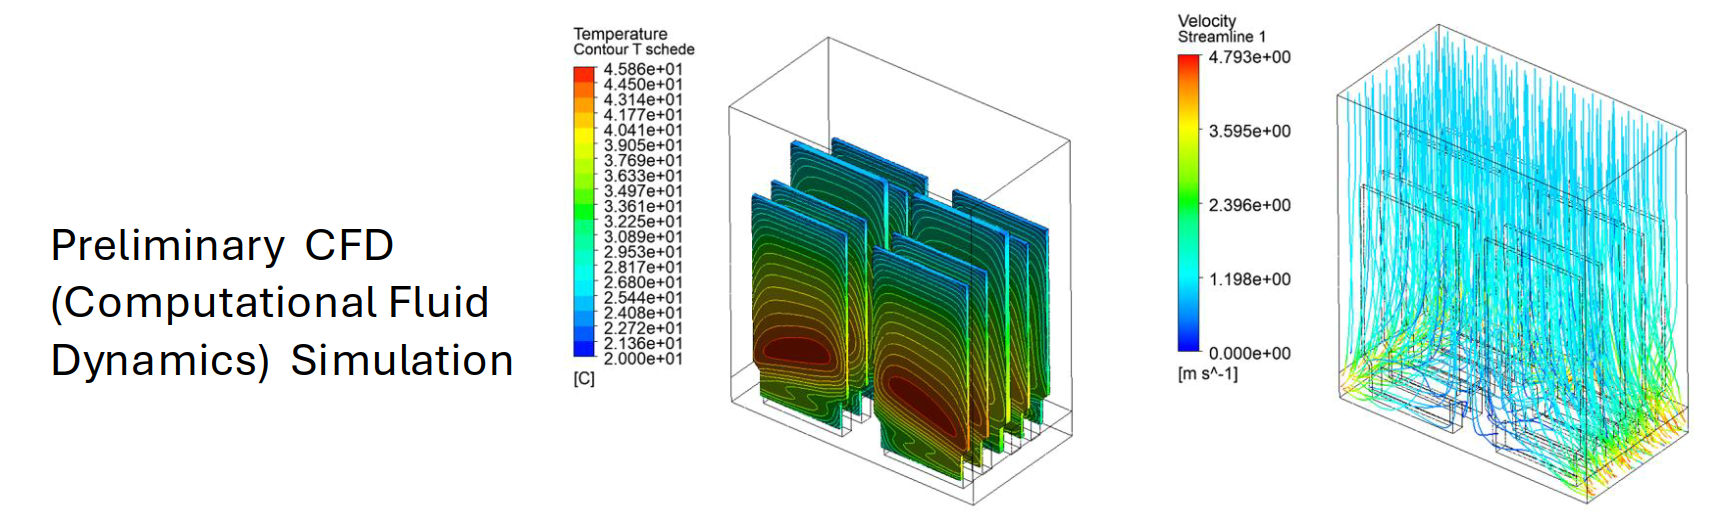 Preliminary CFD
(Computational Fluid
Dynamics) Simulation
Temperature
Contour T schede
4.586e+01
4.450e+01
4.314e+01
4.177e+01
4.041e+01
3.905e+01
3.769e+01
3.633e+01
3.497e+01
3.361e+01
3.225e+01
3.089e+01
2.953e+01
2.817e+01
2.680e+01
2.544e+01
2.408e+01
2.272e+01
2.136e+01
2.000e+01
[C]
Velocity
Streamline 1
4.793e+00
3.595e+00
2.396e+00
1.198e+00
0.000e+00
[m s^-1]